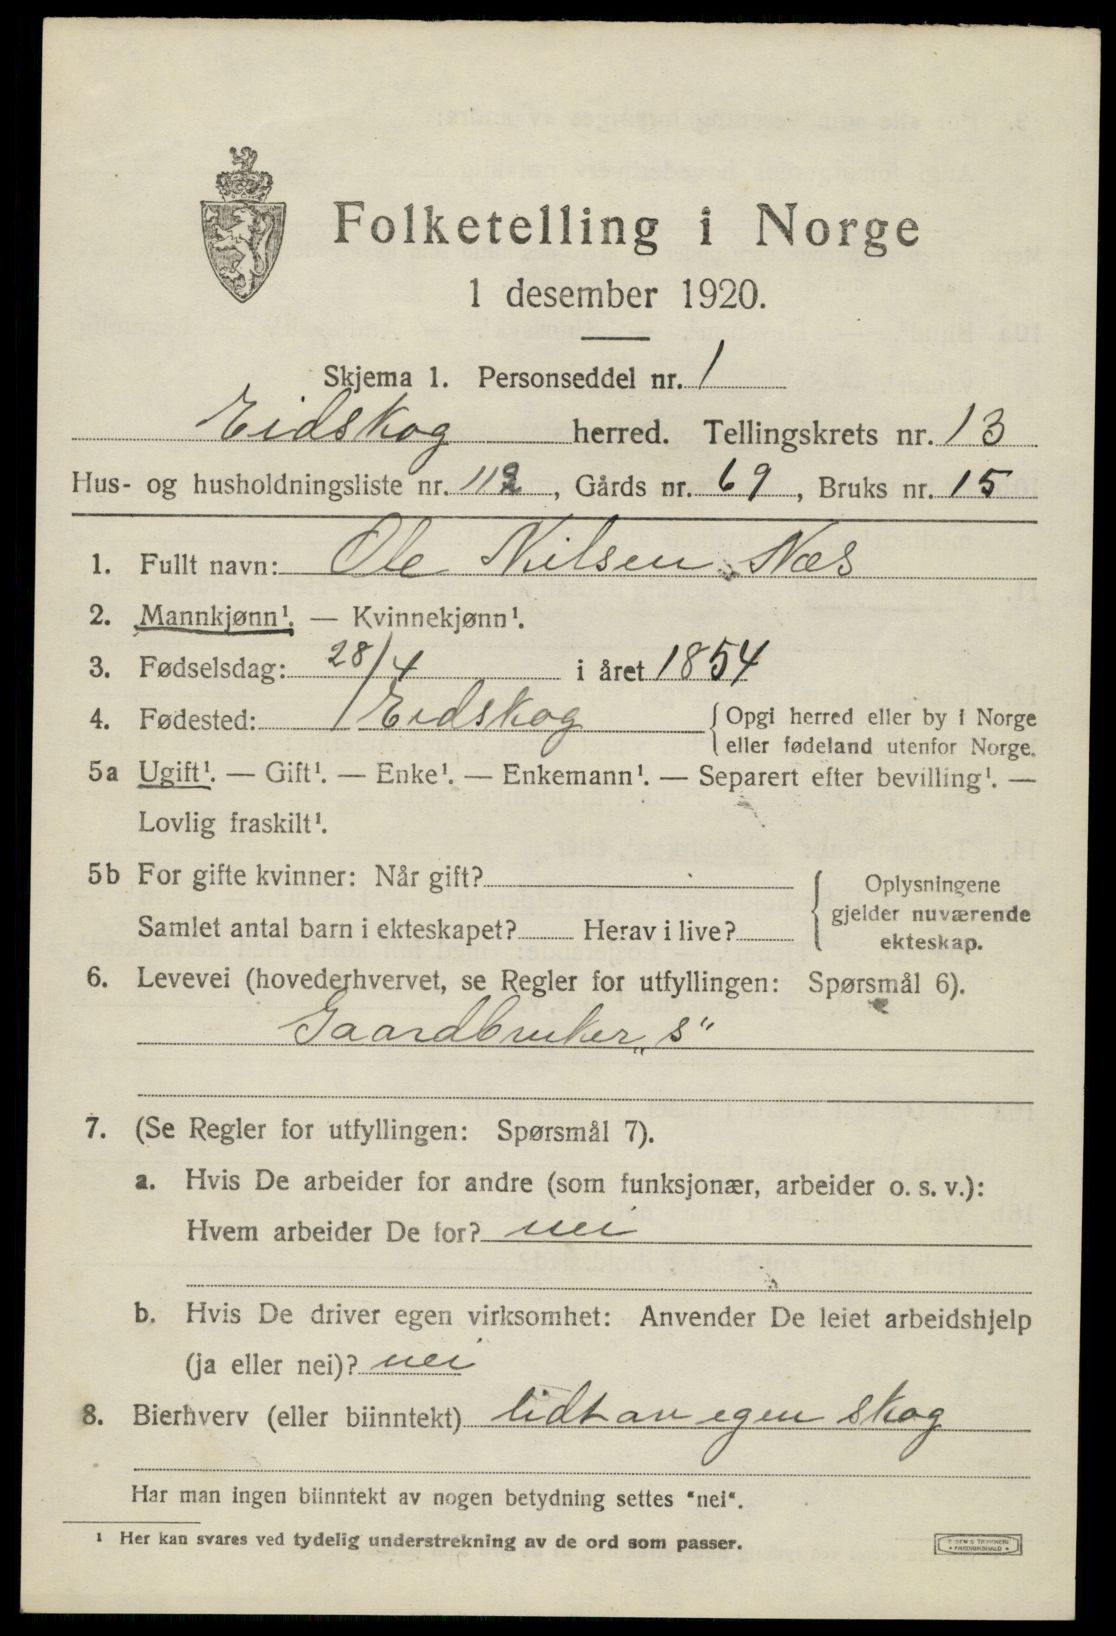 Folketelling i Norge
1 desember 1920.
Skjema 1. Personseddel nr. 1
Eidskog herred. Tellingskrets nr. 13
Hus- og husholdningsliste nr. 112, Gårds nr. 69, Bruks nr. 15
1. Fullt navn: Ole Nilsen Næs
2. Mannkjønn¹. — Kvinnekjønn¹.
3. Fødselsdag: 28/4 i året 1854
4. Fødested: Eidskog {Opgi herred eller by i Norge
eller fødeland utenfor Norge.
5a Ugift¹. — Gift¹. — Enke¹. — Enkemann¹. — Separert efter bevilling¹. —
Lovlig fraskilt¹.
5b For gifte kvinner: Når gift? { Oplysningene
gjelder nuværende
Samlet antal barn i ekteskapet? Herav i live? ekteskap.
6. Levevei (hovederhvervet, se Regler for utfyllingen: Spørsmål 6).
Gaardbruker „s“
7. (Se Regler for utfyllingen: Spørsmål 7).
a. Hvis De arbeider for andre (som funksjonær, arbeider o. s. v.):
Hvem arbeider De for? nei
b. Hvis De driver egen virksomhet: Anvender De leiet arbeidshjelp
(ja eller nei)? nei
8. Bierhverv (eller biinntekt) lidt av egen skog
Har man ingen biinntekt av nogen betydning settes "nei".
¹ Her kan svares ved tydelig understrekning av de ord som passer.